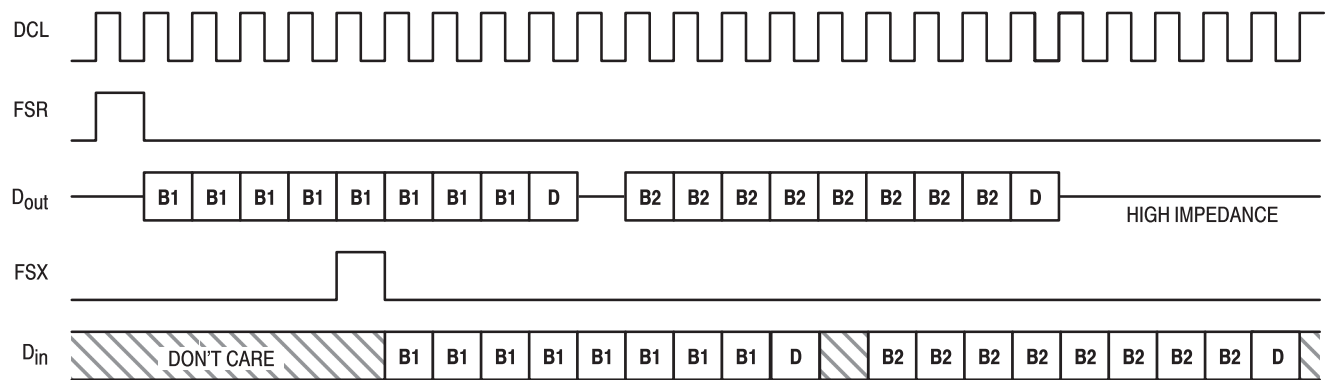 DCL
FSR
Dout B1 B1 B1 B1 B1 B1 B1 B1 D B2 B2 B2 B2 B2 B2 B2 B2 D
HIGH IMPEDANCE
FSX
Din DON'T CARE B1 B1 B1 B1 B1 B1 B1 B1 D B2 B2 B2 B2 B2 B2 B2 B2 D